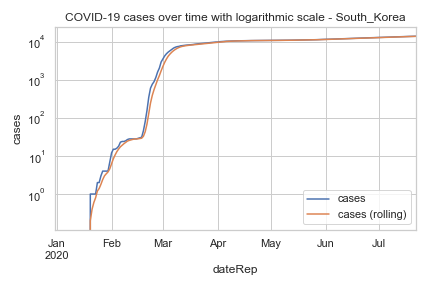 COVID-19 cases over time with logarithmic scale - South_Korea
10^4
10^3
10^2
10^1
10^0
cases
cases
cases (rolling)
Jan Feb Mar Apr May Jun Jul
2020
dateRep